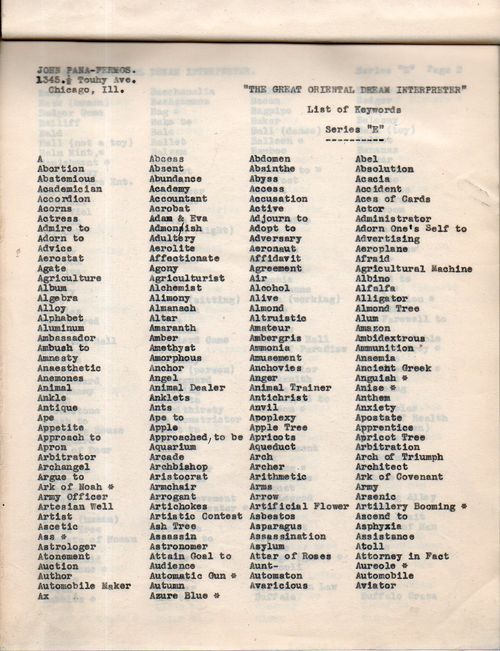 JOHN PANA-FERMOS.
1345.½ Touhy Ave.
Chicago, Ill.
"THE GREAT ORIENTAL DREAM INTERPRETER"
List of Keywords
Series "E"
A Abcess Abdomen Abel
Abortion Absent Absinthe Absolution
Abstemious Abundance Abyss Acacia
Academician Academy Access Accident
Accordion Accountant Accusation Aces of Cards
Acorns Acrobat Active Actor
Actress Adam & Eva Adjourn to Administrator
Admire to Admonish Adopt to Adorn One's Self to
Adorn to Adultery Adversary Advertising
Advice Aerolite Aeronaut Aeroplane
Aerostat Affectionate Affidavit Afraid
Agate Agony Agreement Agricultural Machine
Agriculture Agriculturist Air Albino
Album Alchemist Alcohol Alfalfa
Algebra Alimony Alive Alligator
Alloy Almanach Almond Almond Tree
Alphabet Altar Altruistic Alum
Aluminum Amaranth Amateur Amazon
Ambassador Amber Ambergris Ambidextrous
Ambush to Amethyst Ammonia Ammunition *
Amnesty Amorphous Amusement Anaemia
Anaesthetic Anchor Anchovies Ancient Greek
Anemones Angel Anger Anguish *
Animal Animal Dealer Animal Trainer Anise *
Ankle Anklets Antichrist Anthem
Antique Ants Anvil Anxiety
Ape Ape to Apoplexy Apostate
Appetite Apple Apple Tree Apprentice
Approach to Approached, to be Apricots Apricot Tree
Apron Aquarium Aqueduct Arbitration
Arbitrator Arcade Arch Arch of Triumph
Archangel Archbishop Archer Architect
Argue to Aristocrat Arithmetic Ark of Covenant
Ark of Noah * Armchair Arms Army
Army Officer Arrogant Arrow Arsenic
Artesian Well Artichokes Artificial Flower Artillery Booming *
Artist Artistic Contest Asbestos Ascend to
Ascetic Ash Tree Asparagus Asphyxia
Ass * Assassin Assassination Assistance
Astrologer Astronomer Asylum Atoll
Atonement Attain Goal to Attar of Roses Attorney in Fact
Auction Audience Aunt- Aureole *
Author Automatic Gun * Automaton Automobile
Automobile Maker Autumn Avaricious Aviator
Ax Azure Blue *